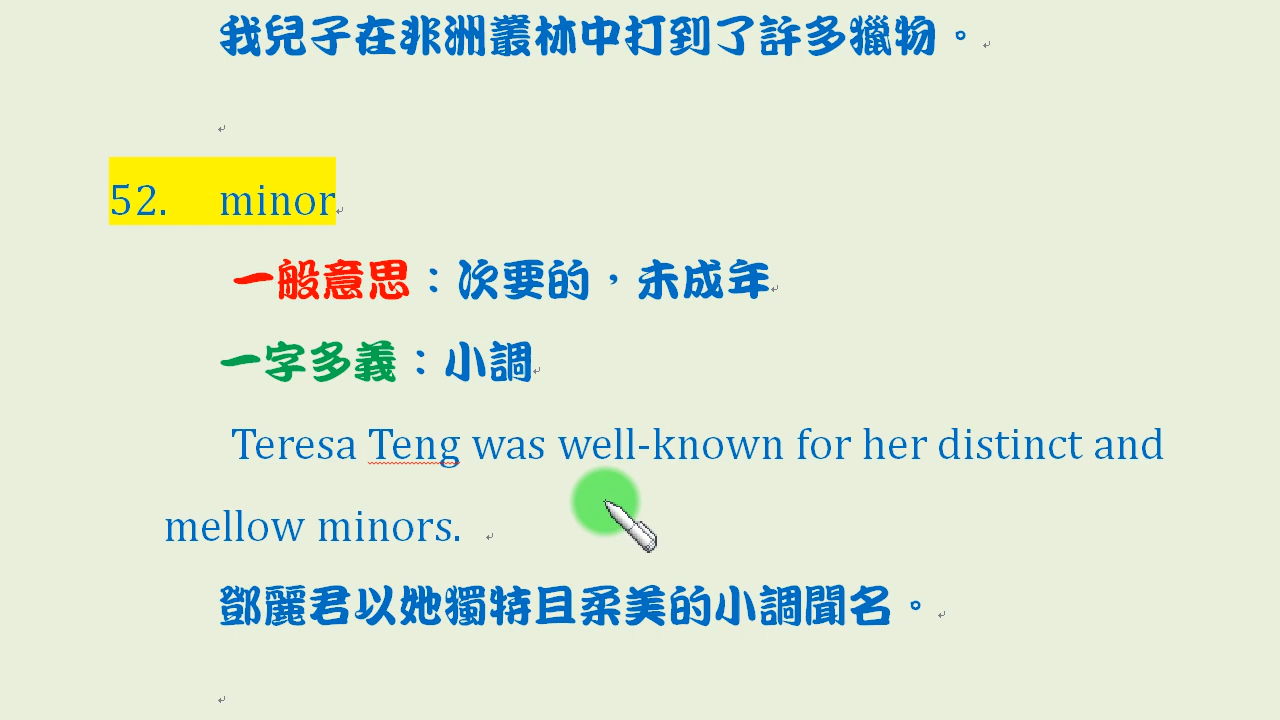 我兒子在非洲叢林中打到了許多獵物。
52. minor
一般意思：次要的，未成年
一字多義：小調
Teresa Teng was well-known for her distinct and
mellow minors.
鄧麗君以她獨特且柔美的小調聞名。